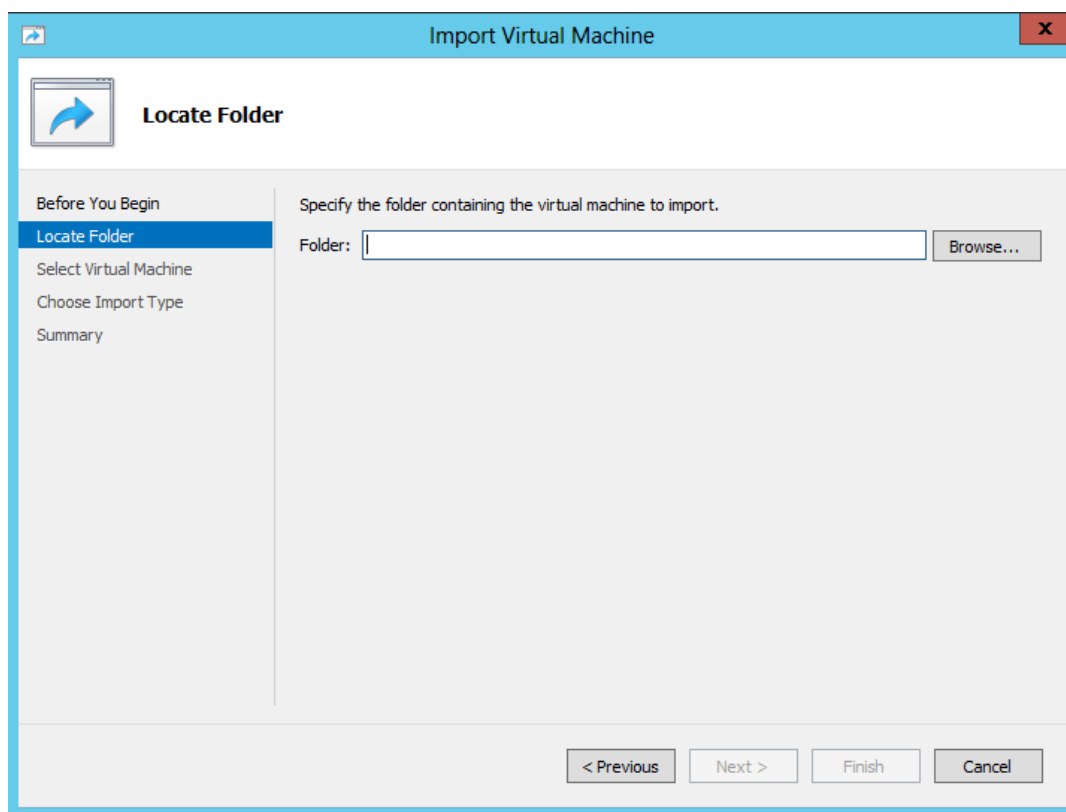 Import Virtual Machine
x
Locate Folder
Before You Begin
Locate Folder
Select Virtual Machine
Choose Import Type
Summary
Specify the folder containing the virtual machine to import.
Folder:
Browse...
< Previous
Next >
Finish
Cancel